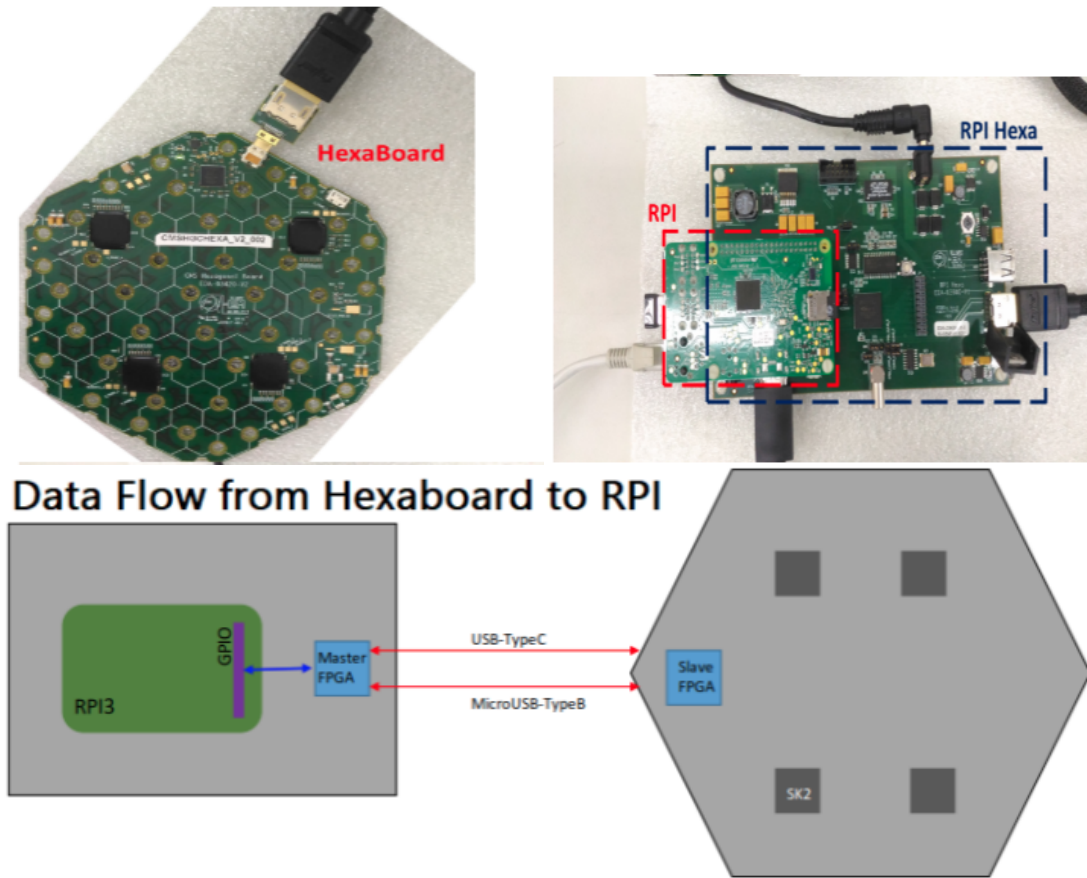 HexaBoard
CMSHGCHEXA_V2_002
RPI Hexa
RPI
Data Flow from Hexaboard to RPI
USB-TypeC
GPIO
Master
FPGA
Slave
FPGA
RPI3
MicroUSB-TypeB
SK2